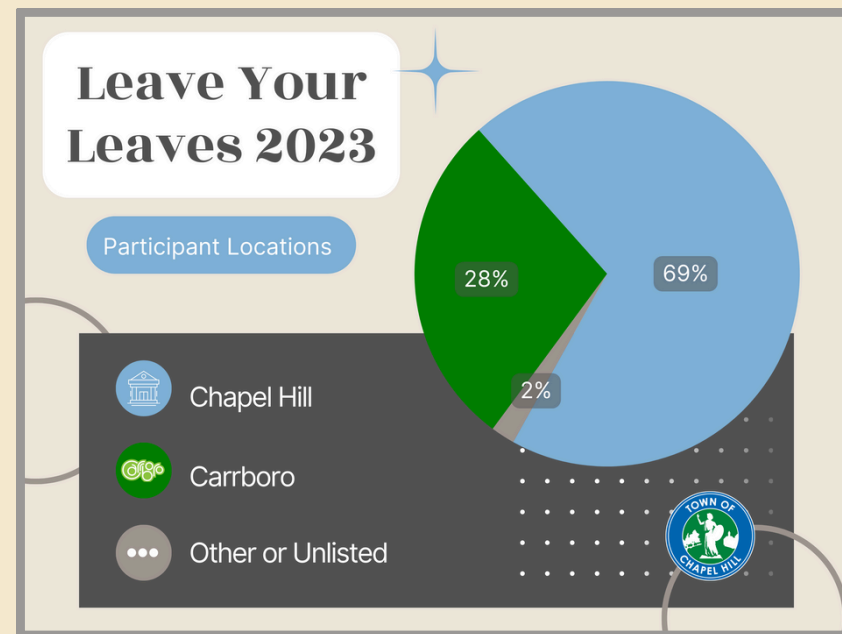 Leave Your
Leaves 2023
Participant Locations
28%
69%
2%
Chapel Hill
Carrboro
Other or Unlisted
TOWN OF
CHAPEL HILL